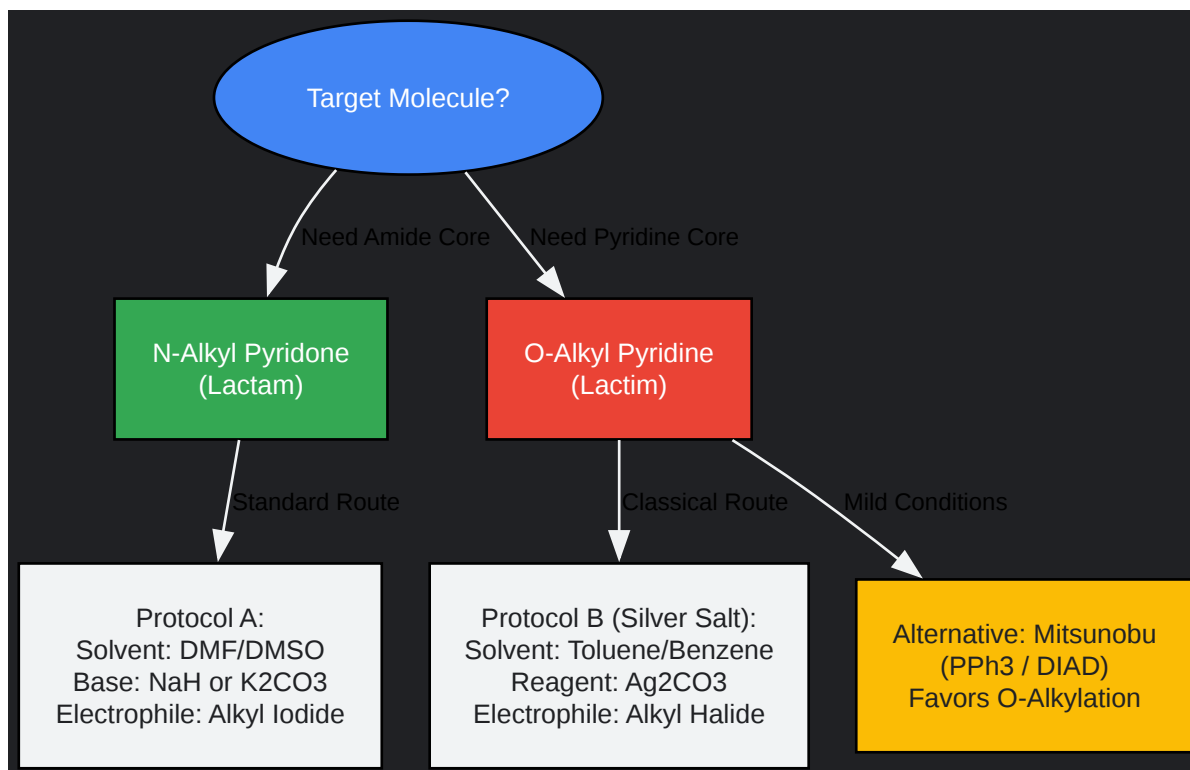 Target Molecule?
Need Amide Core
Need Pyridine Core
N-Alkyl Pyridone
(Lactam)
O-Alkyl Pyridine
(Lactim)
Standard Route
Classical Route
Mild Conditions
Protocol A:
Solvent: DMF/DMSO
Base: NaH or K2CO3
Electrophile: Alkyl Iodide
Protocol B (Silver Salt):
Solvent: Toluene/Benzene
Reagent: Ag2CO3
Electrophile: Alkyl Halide
Alternative: Mitsunobu
(PPh3 / DIAD)
Favors O-Alkylation